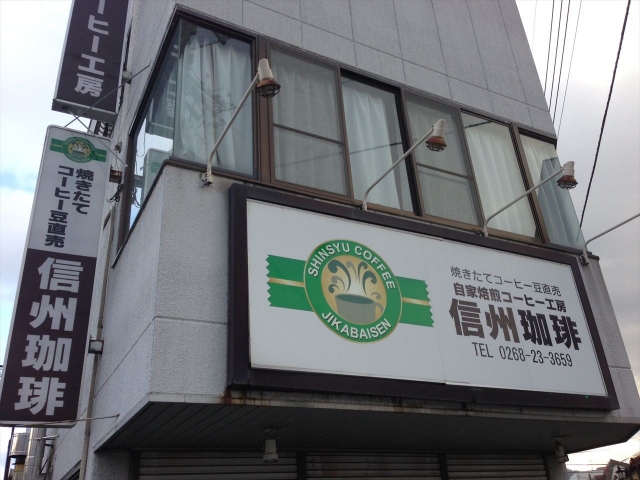 ーヒー工房
焼きたて
コーヒー豆直売
信州珈琲
SHINSYU COFFEE
JIKABAISEN
焼きたてコーヒー豆直売
自家焙煎コーヒー工房
信州珈琲
TEL 0268-23-3659